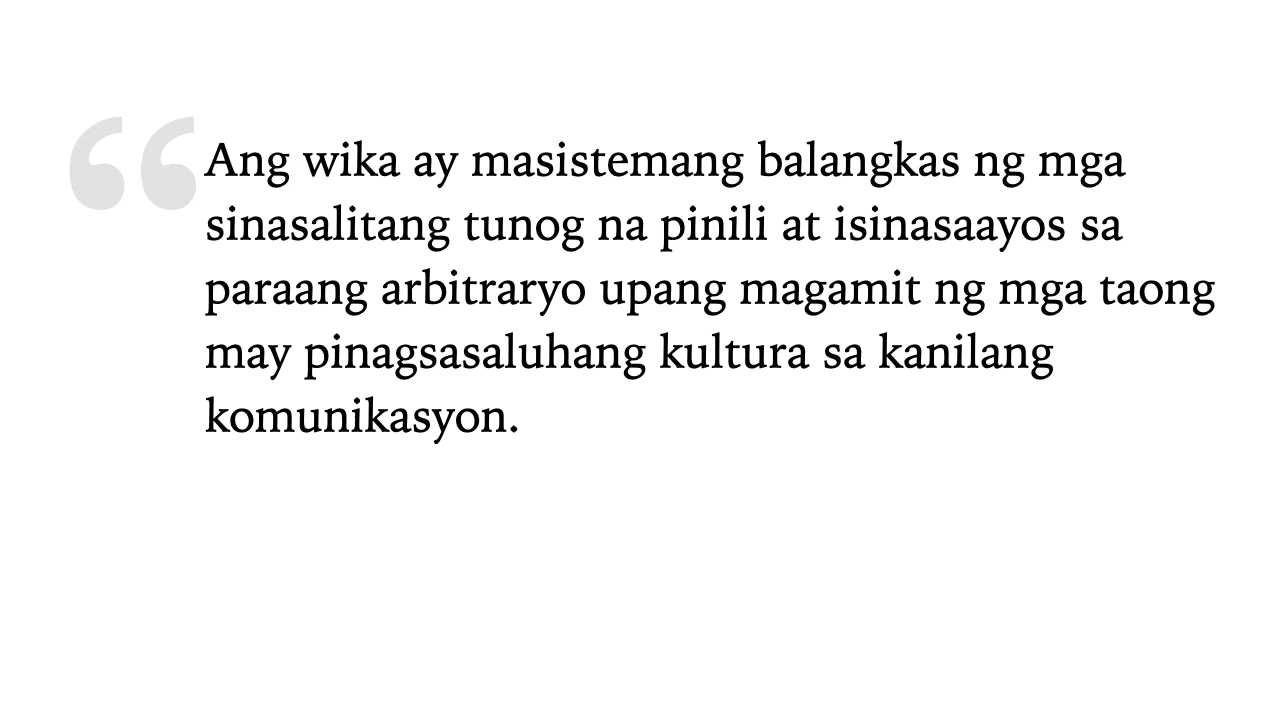 “Ang wika ay masistemang balangkas ng mga
sinasalitang tunog na pinili at isinasaayos sa
paraang arbitraryo upang magamit ng mga taong
may pinagsasaluhang kultura sa kanilang
komunikasyon.